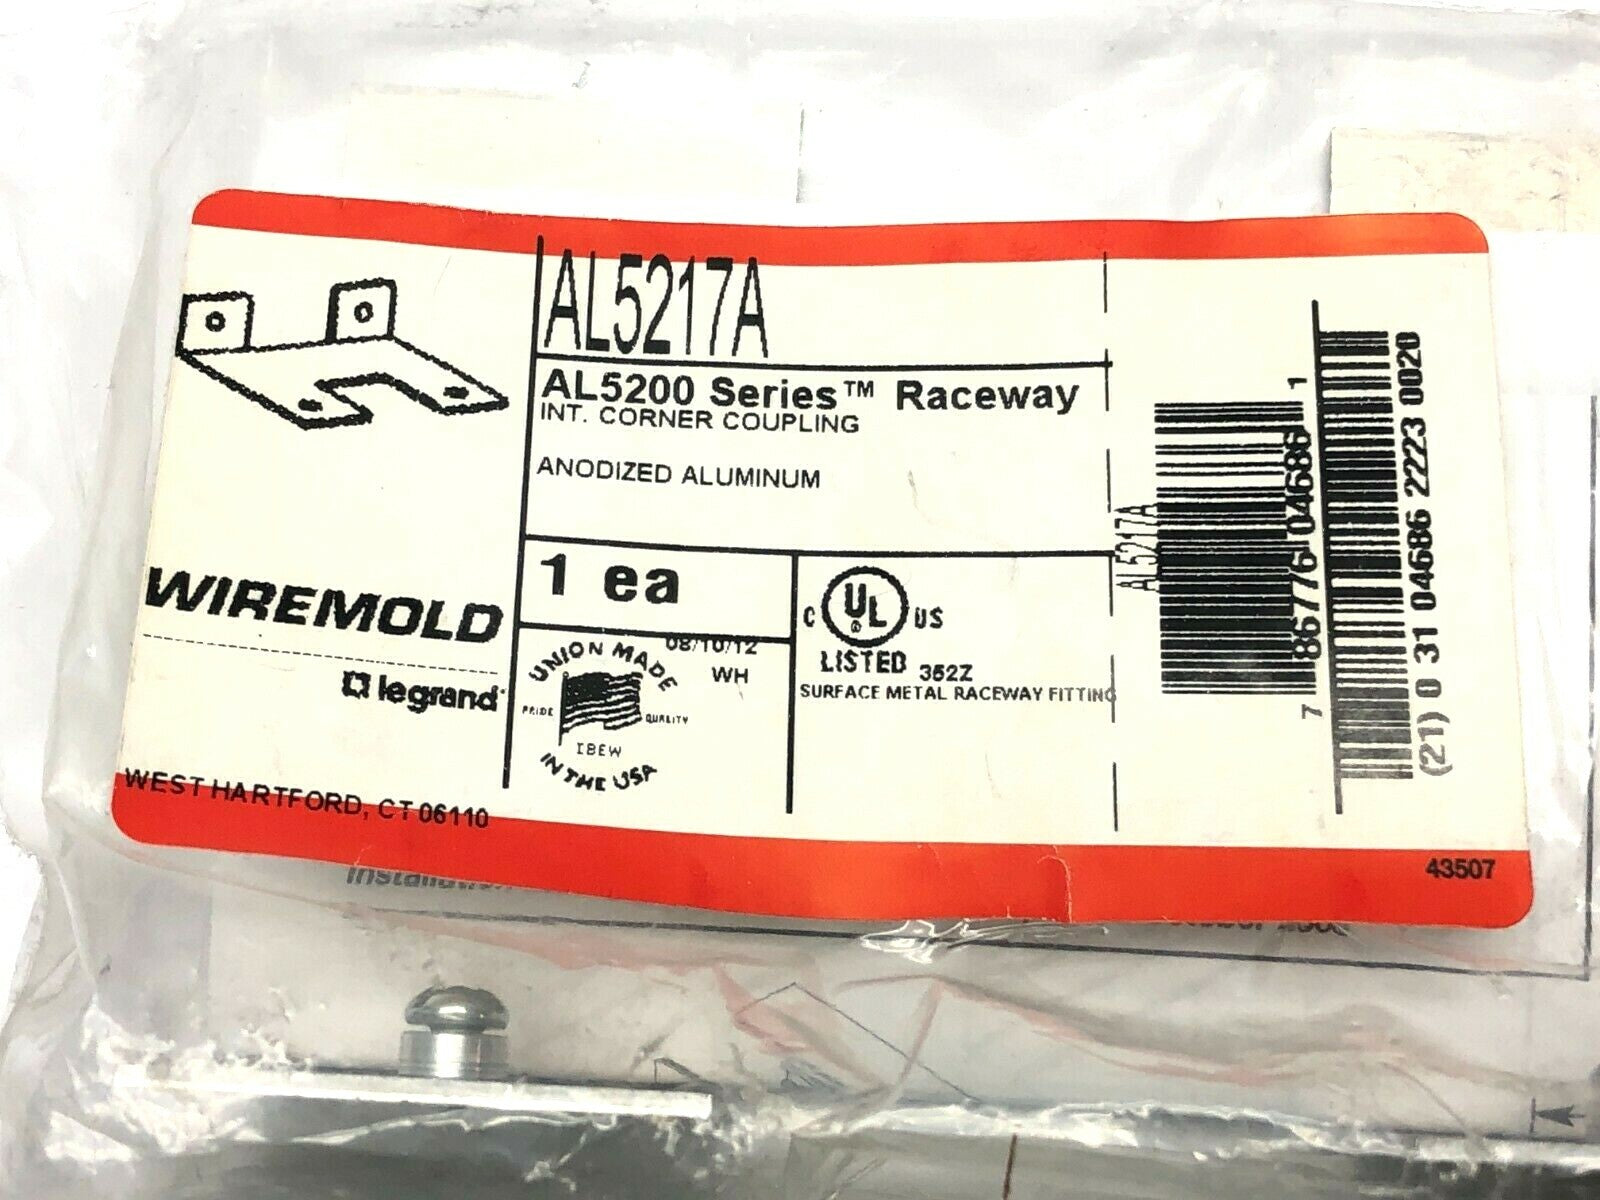 AL5217A
AL5200 Series™ Raceway
INT. CORNER COUPLING
ANODIZED ALUMINUM
WIREMOLD
legrand
WEST HARTFORD, CT 06110
1 ea
08/10/12
WH
UNION MADE
PRIDE
QUALITY
IBEW
IN THE USA
C UL US
®
LISTED 352Z
SURFACE METAL RACEWAY FITTING
AL5217A
7 86776 04686 1
(21) 0 31 04686 2223 0020
43507